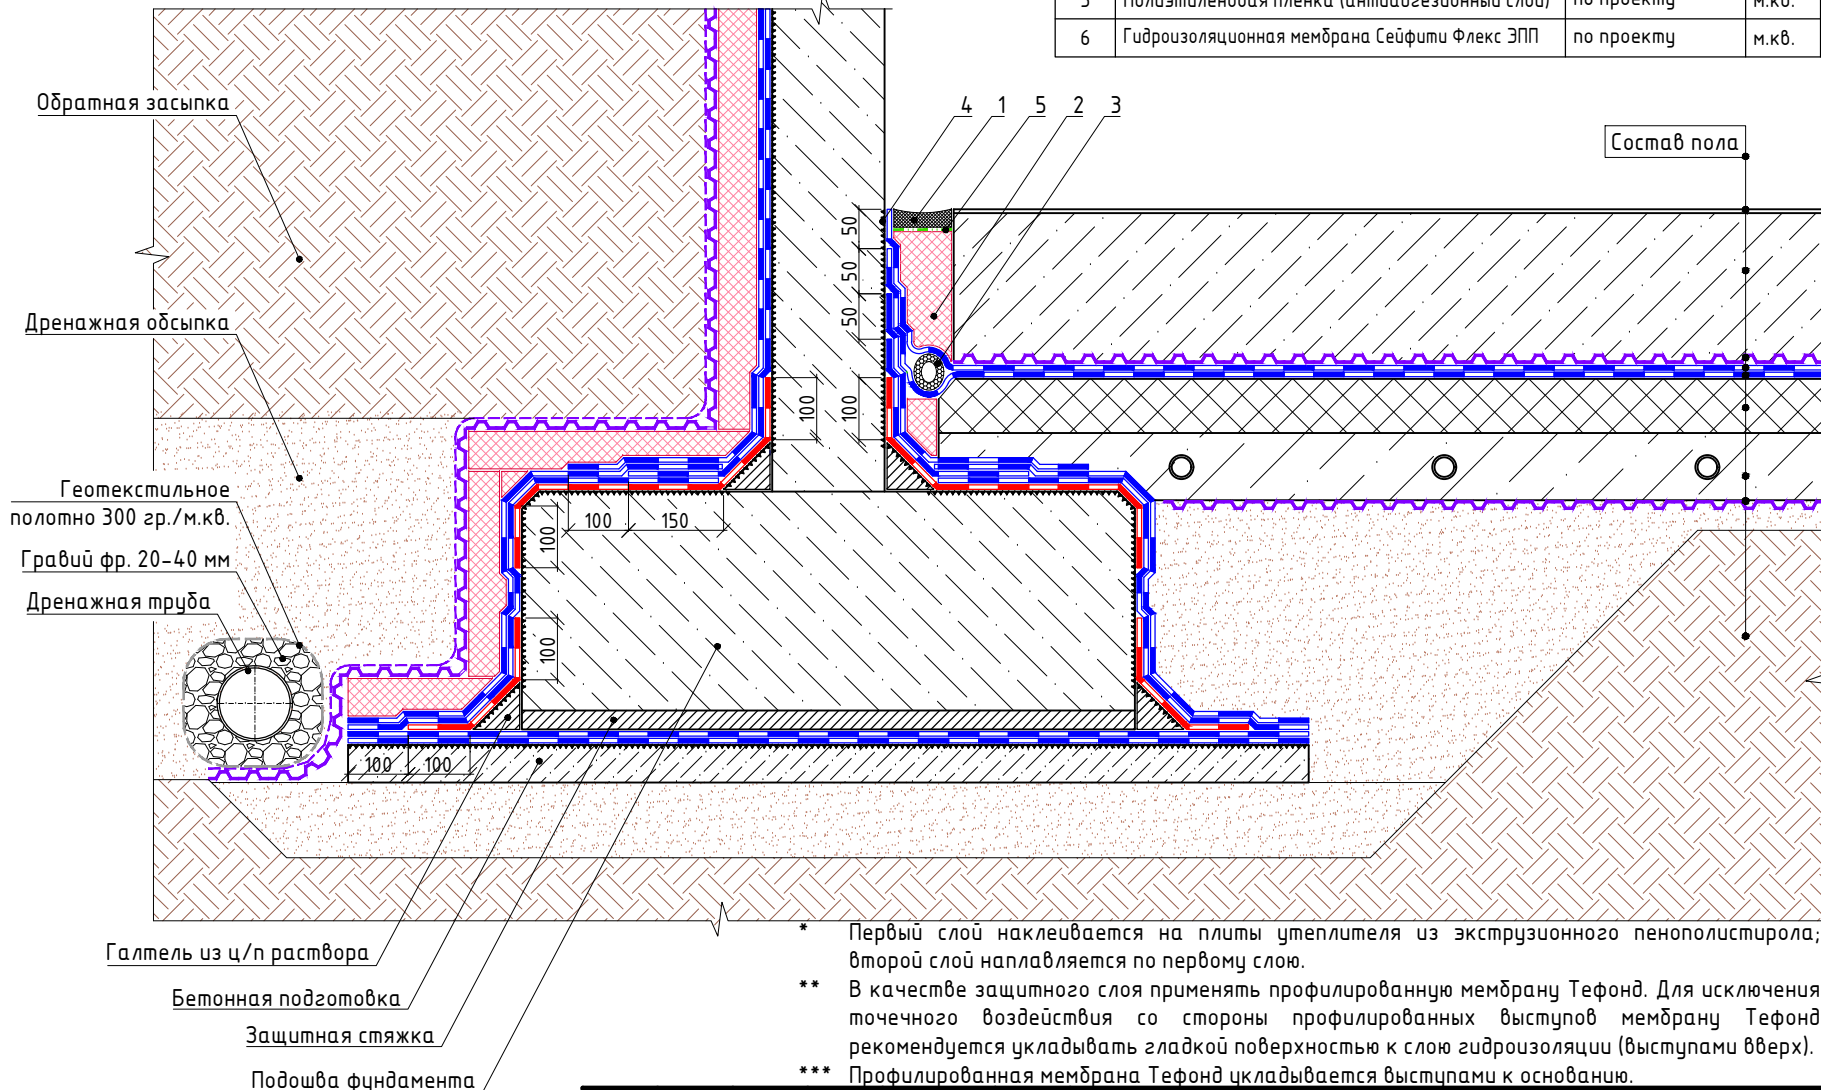 5 Полиэтиленовая пленка (антиадгезионный слой) по проекту м.кв.
6 Гидроизоляционная мембрана Сейфити Флекс ЭПП по проекту м.кв.
Обратная засыпка
4 1 5 2 3
Состав пола
50
50
50
Дренажная обсыпка
100
100
Геотекстильное
полотно 300 гр./м.кв.
100 150
100
Гравий фр. 20-40 мм
Дренажная труба
100
100 100
Галтель из ц/п раствора
Бетонная подготовка
Защитная стяжка
Подошва фундамента
* Первый слой наклеивается на плиты утеплителя из экструзионного пенополистирола;
второй слой наплавляется по первому слою.
** В качестве защитного слоя применять профилированную мембрану Тефонд. Для исключения
точечного воздействия со стороны профилированных выступов мембрану Тефонд
рекомендуется укладывать гладкой поверхностью к слою гидроизоляции (выступами вверх).
*** Профилированная мембрана Тефонд укладывается выступами к основанию.